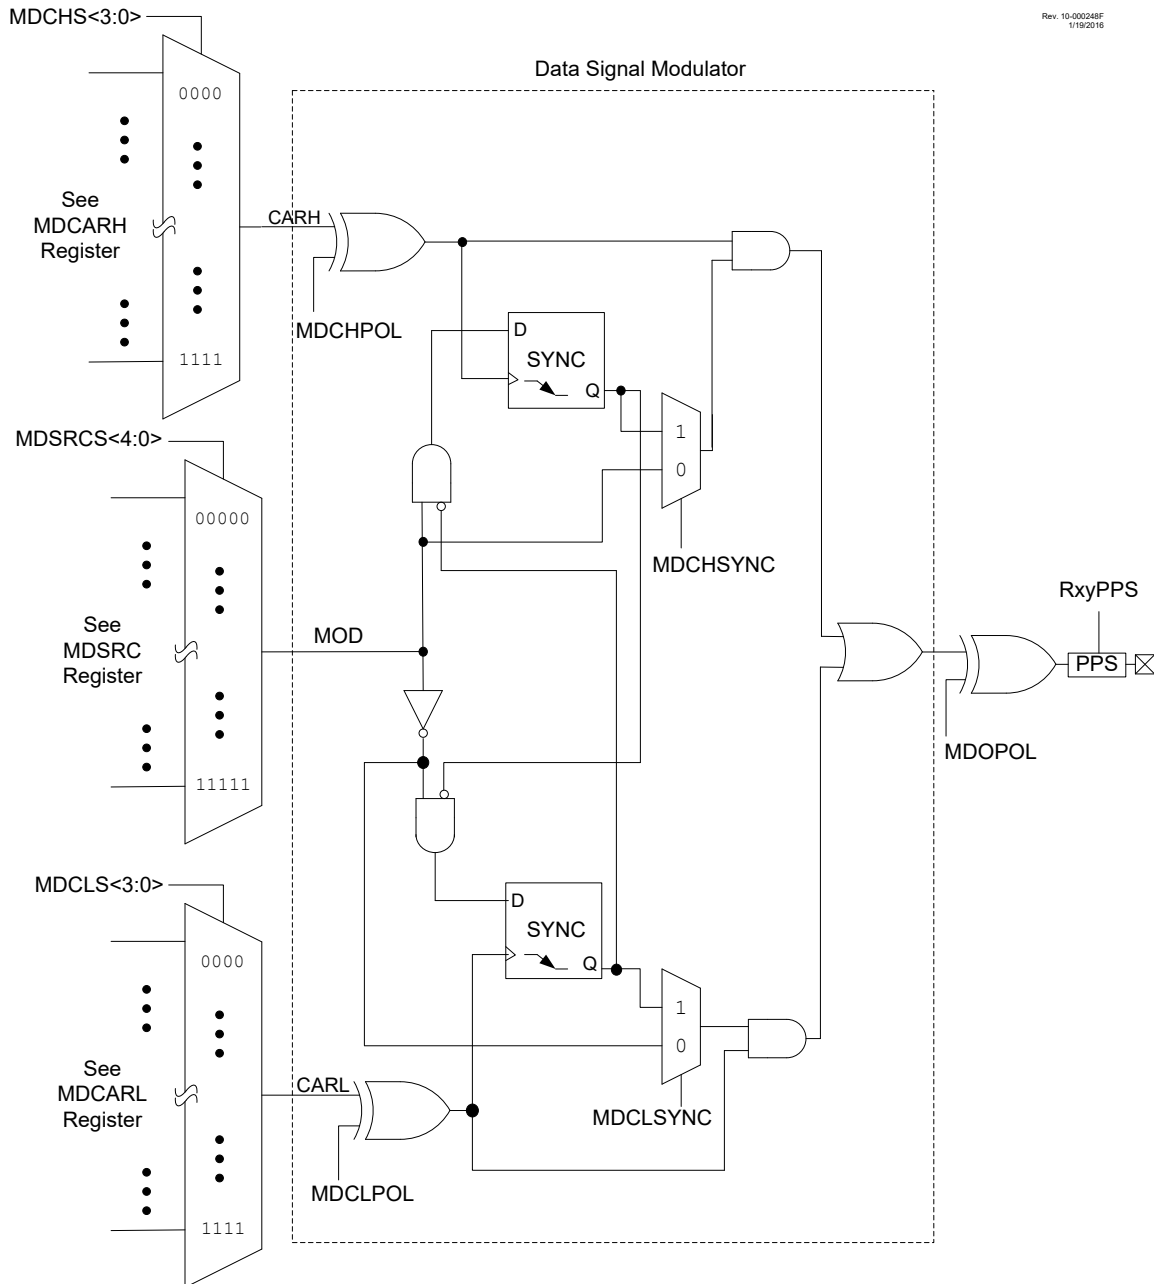 MDCHS<3:0>
Rev. 10-000248F
1/19/2016
Data Signal Modulator
0000
See
MDCARH
Register
CARH
1111
MDCHPOL
D
SYNC
Q
1
0
MDCHSYNC
MDSRCS<4:0>
00000
See
MDSRC
Register
MOD
11111
RxyPPS
PPS
MDOPOL
MDCLS<3:0>
0000
D
SYNC
Q
1
0
MDCLSYNC
See
MDCARL
Register
CARL
1111
MDCLPOL